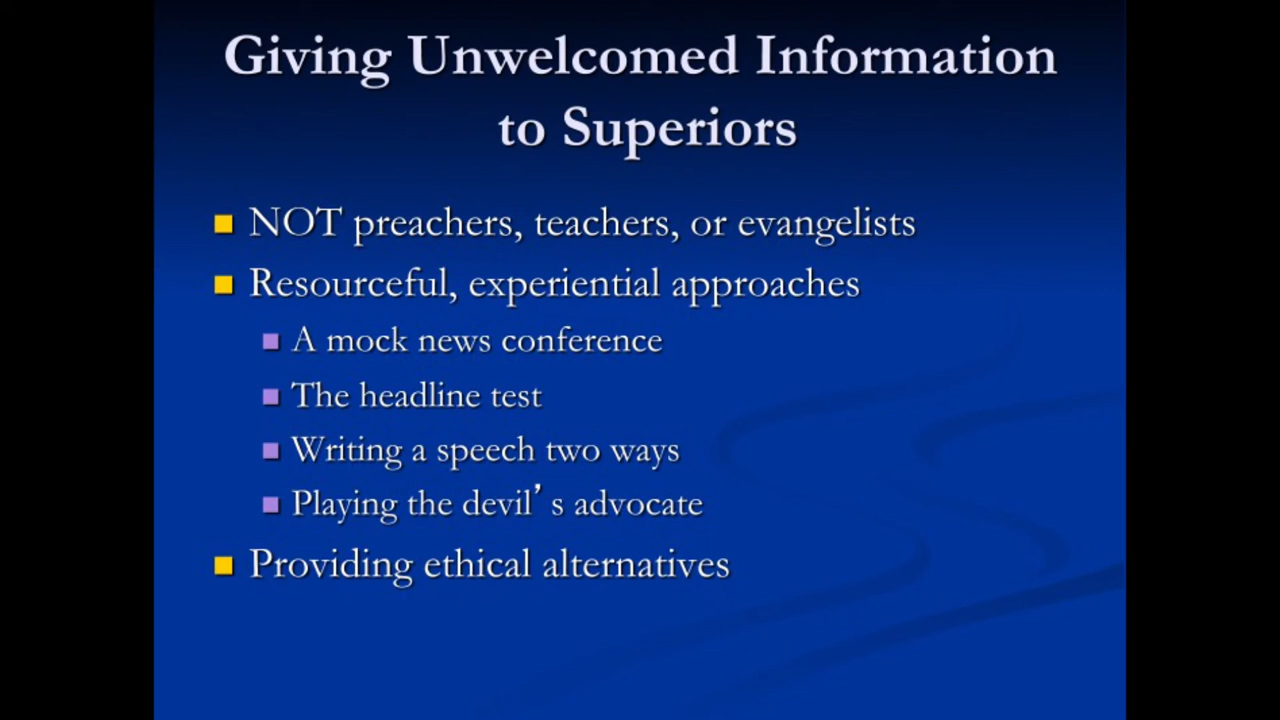 Giving Unwelcomed Information
to Superiors
NOT preachers, teachers, or evangelists
Resourceful, experiential approaches
A mock news conference
The headline test
Writing a speech two ways
Playing the devil’s advocate
Providing ethical alternatives